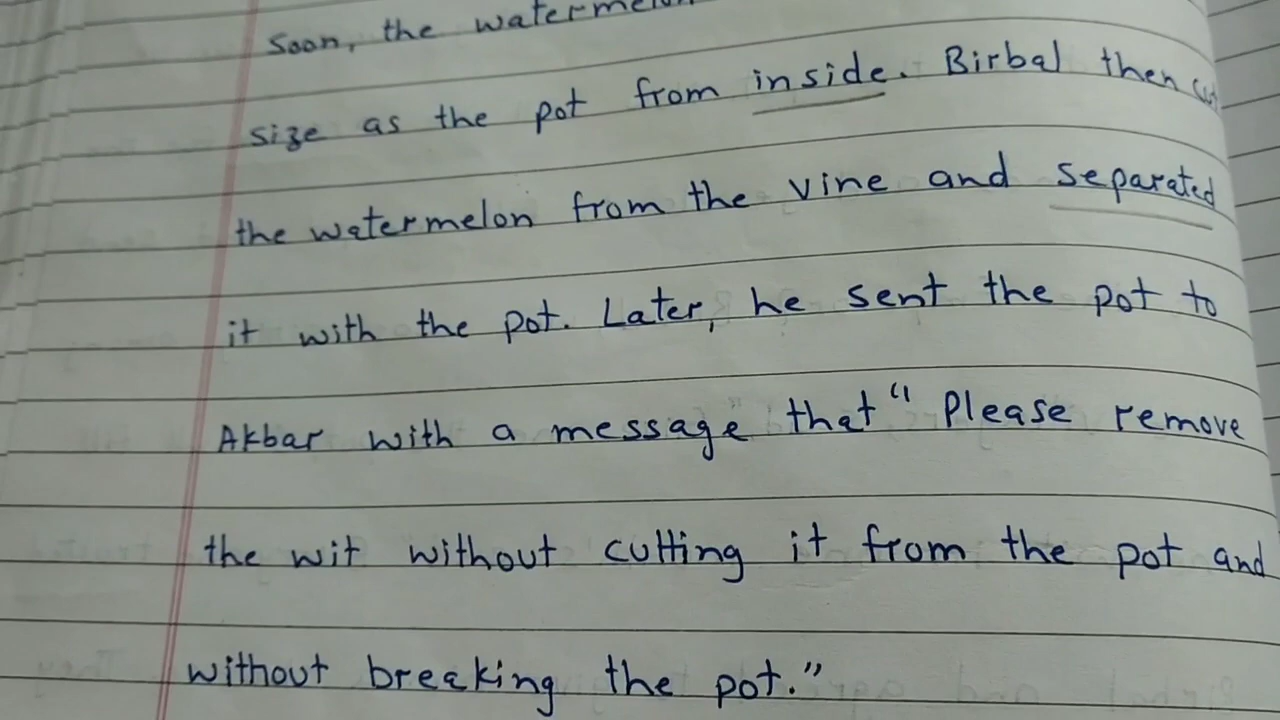 Soon, the watermelon
size as the pot from inside. Birbal then cut
the watermelon from the vine and separated
it with the pot. Later, he sent the pot to
Akbar with a message that " Please remove
the wit without cutting it from the pot and
without breaking the pot."